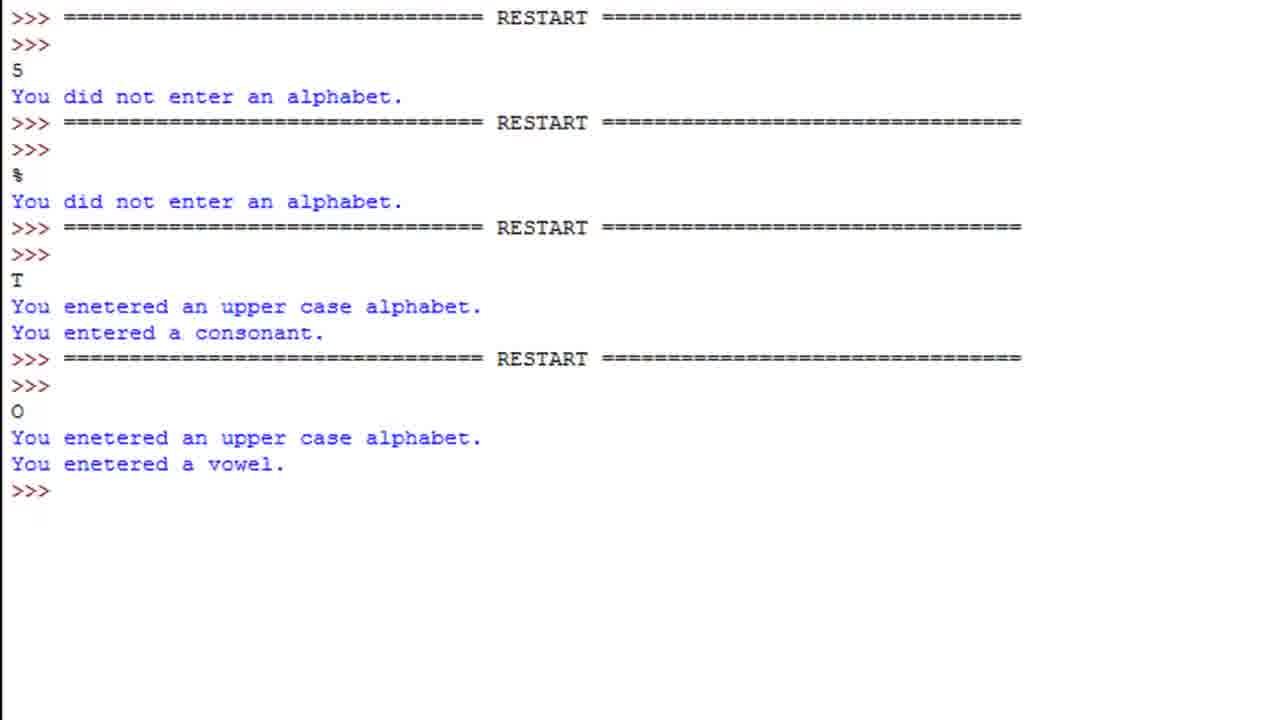 >>> ================================ RESTART ================================
>>>
5
You did not enter an alphabet.
>>> ================================ RESTART ================================
>>>
%
You did not enter an alphabet.
>>> ================================ RESTART ================================
>>>
T
You enetered an upper case alphabet.
You entered a consonant.
>>> ================================ RESTART ================================
>>>
O
You enetered an upper case alphabet.
You enetered a vowel.
>>>